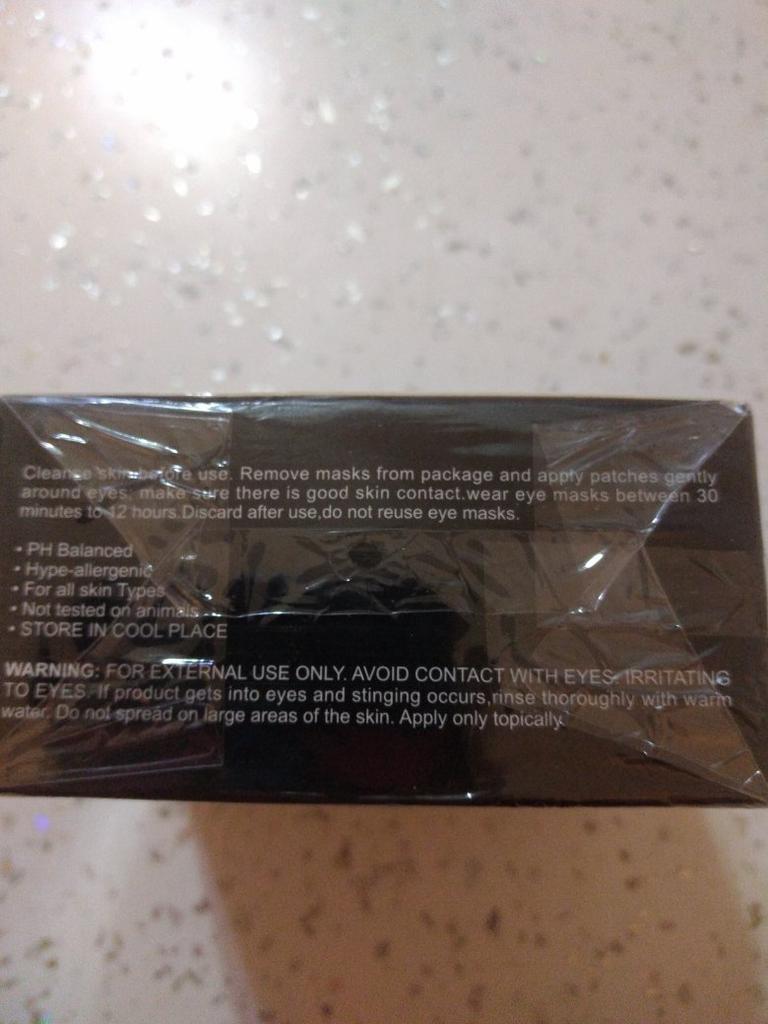 Cleanse skin before use. Remove masks from package and apply patches gently
around eyes; make sure there is good skin contact.wear eye masks between 30
minutes to 12 hours.Discard after use,do not reuse eye masks.
• PH Balanced
• Hype-allergenic
• For all skin Types
• Not tested on animals
• STORE IN COOL PLACE
WARNING: FOR EXTERNAL USE ONLY. AVOID CONTACT WITH EYES- IRRITATING
TO EYES. If product gets into eyes and stinging occurs,rinse thoroughly with warm
water. Do not spread on large areas of the skin. Apply only topically.